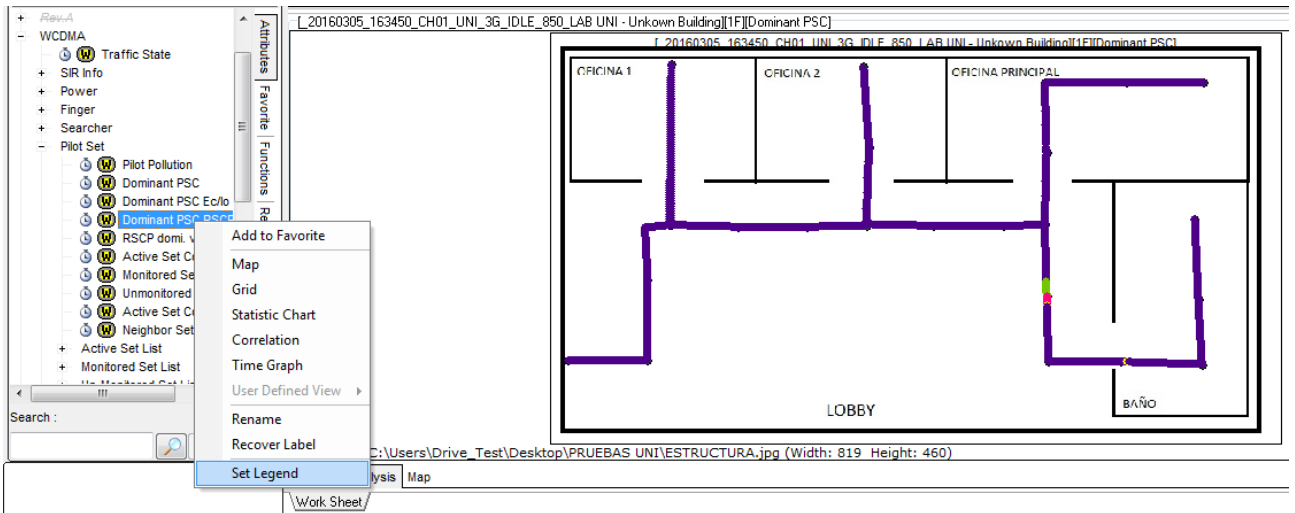 Rev.A
WCDMA
Traffic State
SIR Info
Power
Finger
Searcher
Pilot Set
Pilot Pollution
Dominant PSC
Dominant PSC Ec/Io
Dominant PSC RSCP
RSCP domi. v
Active Set Co
Monitored Se
Unmonitored
Active Set Co
Neighbor Set
Active Set List
Monitored Set List
Search :
Attributes
Favorite
Functions
Re
Add to Favorite
Map
Grid
Statistic Chart
Correlation
Time Graph
User Defined View
Rename
Recover Label
Set Legend
[_20160305_163450_CH01_UNI_3G_IDLE_850_LAB UNI - Unkown Building][1F][Dominant PSC]
[_20160305_163450_CH01_UNI_3G_IDLE_850_LAB UNI - Unkown Building][1F][Dominant PSC]
OFICINA 1
OFICINA 2
OFICINA PRINCIPAL
LOBBY
BAÑO
C:\Users\Drive_Test\Desktop\PRUEBAS UNI\ESTRUCTURA.jpg (Width: 819 Height: 460)
lysis
Map
Work Sheet